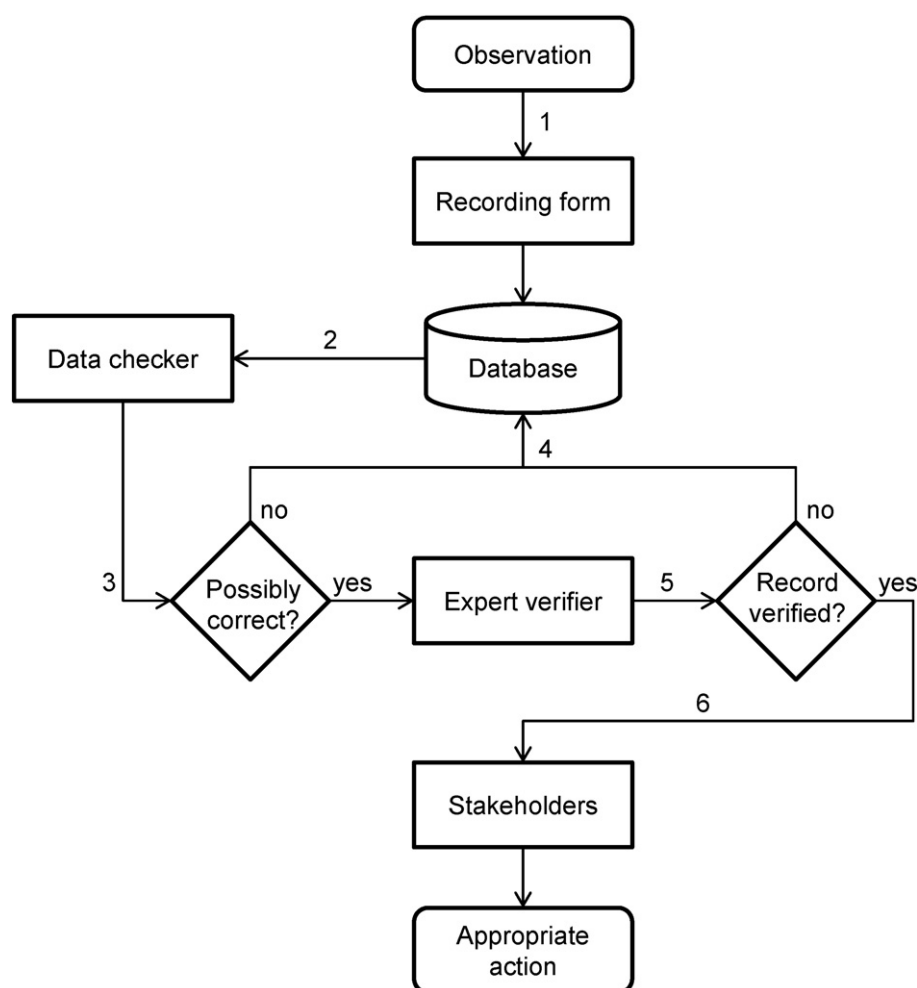 Observation
1
Recording form
Data checker
2
Database
4
no
no
3
Possibly
correct?
yes
Expert verifier
5
Record
verified?
yes
6
Stakeholders
Appropriate
action